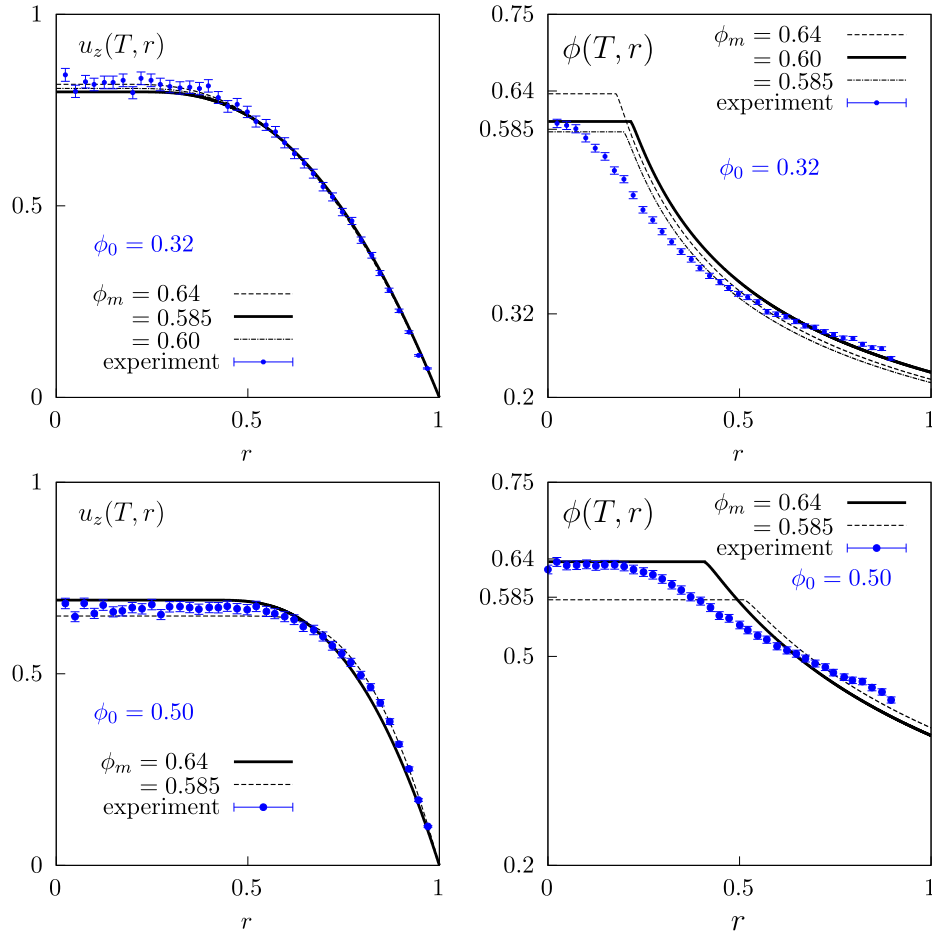 1
u_z(T, r)
0.5
ϕ_0 = 0.32
ϕ_m = 0.64
= 0.585
= 0.60
experiment
0
0 0.5 1
r
0.75
ϕ(T, r)
ϕ_m = 0.64
= 0.60
= 0.585
experiment
0.64
0.585
ϕ_0 = 0.32
0.32
0.2
0 0.5 1
r
1
u_z(T, r)
0.5
ϕ_0 = 0.50
ϕ_m = 0.64
= 0.585
experiment
0
0 0.5 1
r
0.75
ϕ(T, r)
ϕ_m = 0.64
= 0.585
experiment
0.64
ϕ_0 = 0.50
0.585
0.5
0.2
0 0.5 1
r